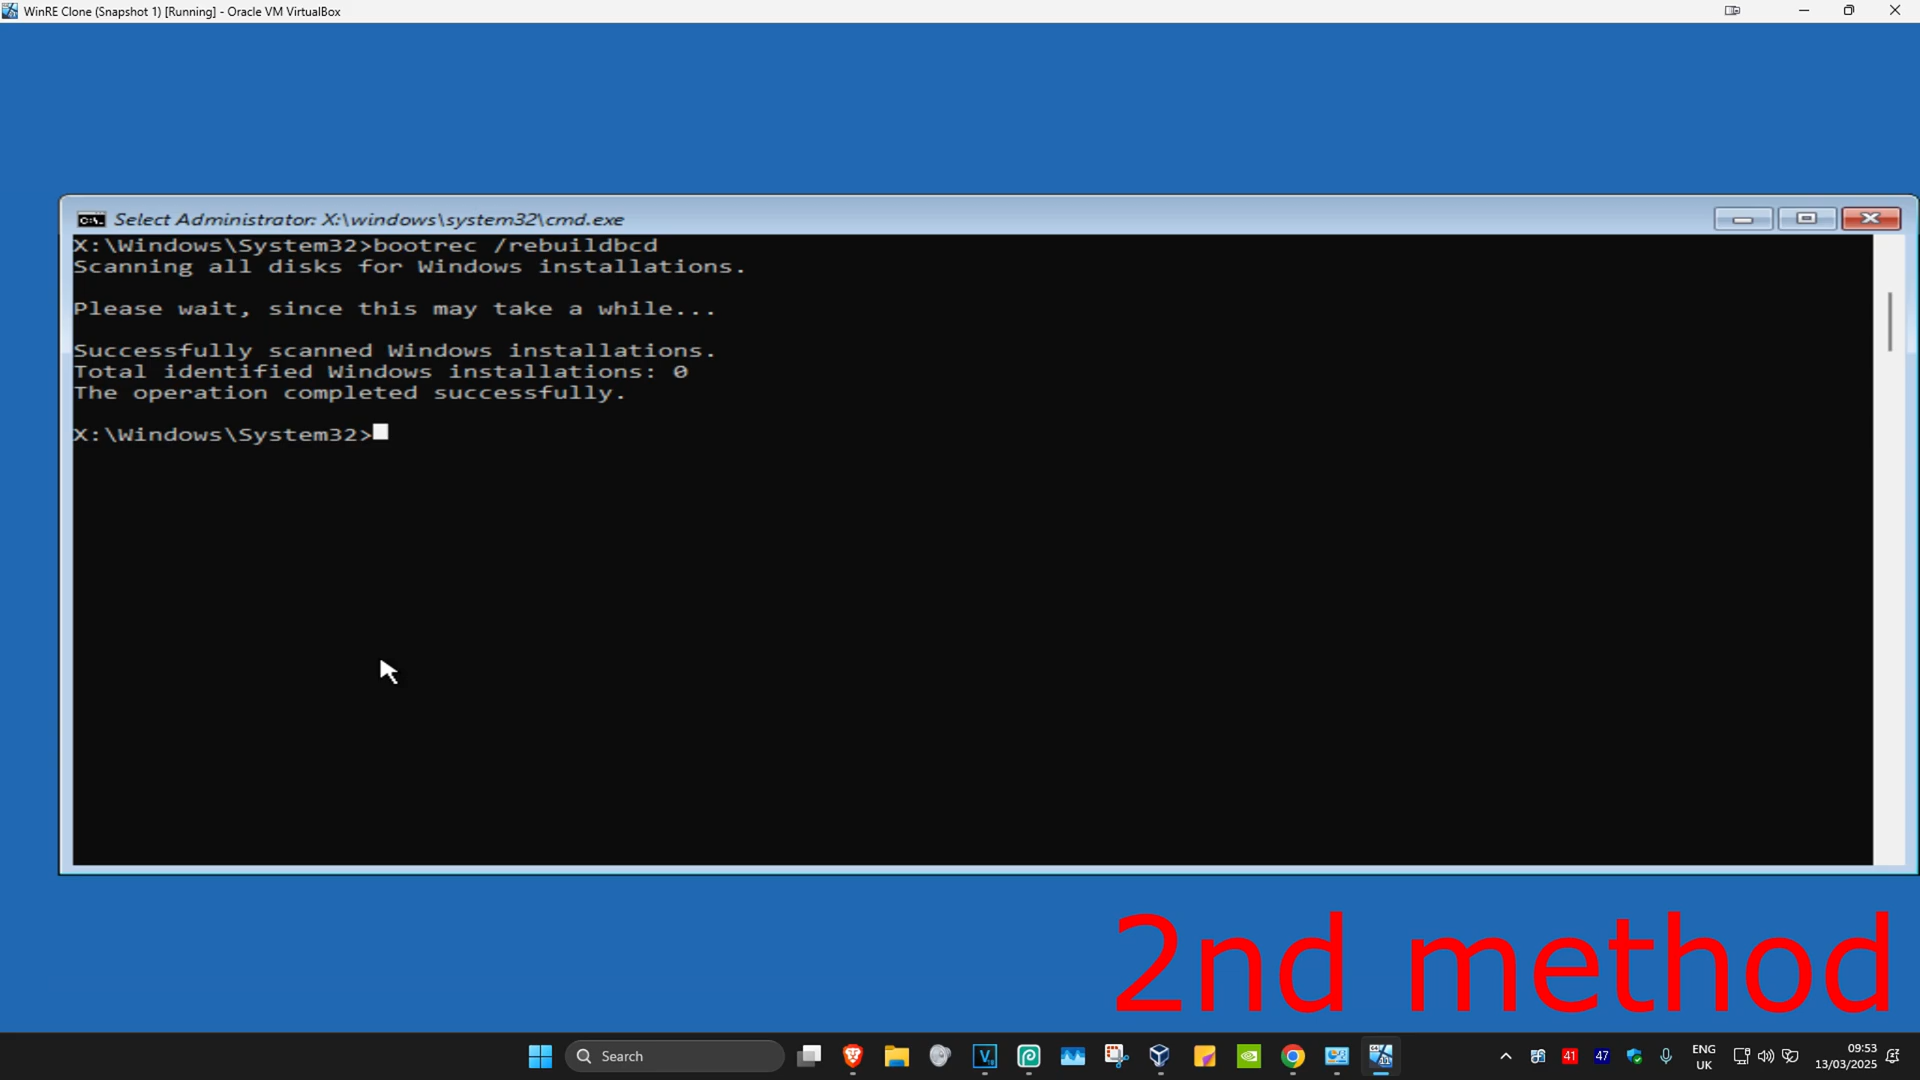 WinRE Clone (Snapshot 1) [Running] - Oracle VM VirtualBox
Select Administrator: X:\windows\system32\cmd.exe
X:\Windows\System32>bootrec /rebuildbcd
Scanning all disks for Windows installations.
Please wait, since this may take a while...
Successfully scanned Windows installations.
Total identified Windows installations: 0
The operation completed successfully.
X:\Windows\System32>
2nd method
Search
41
47
ENG
UK
09:53
13/03/2025